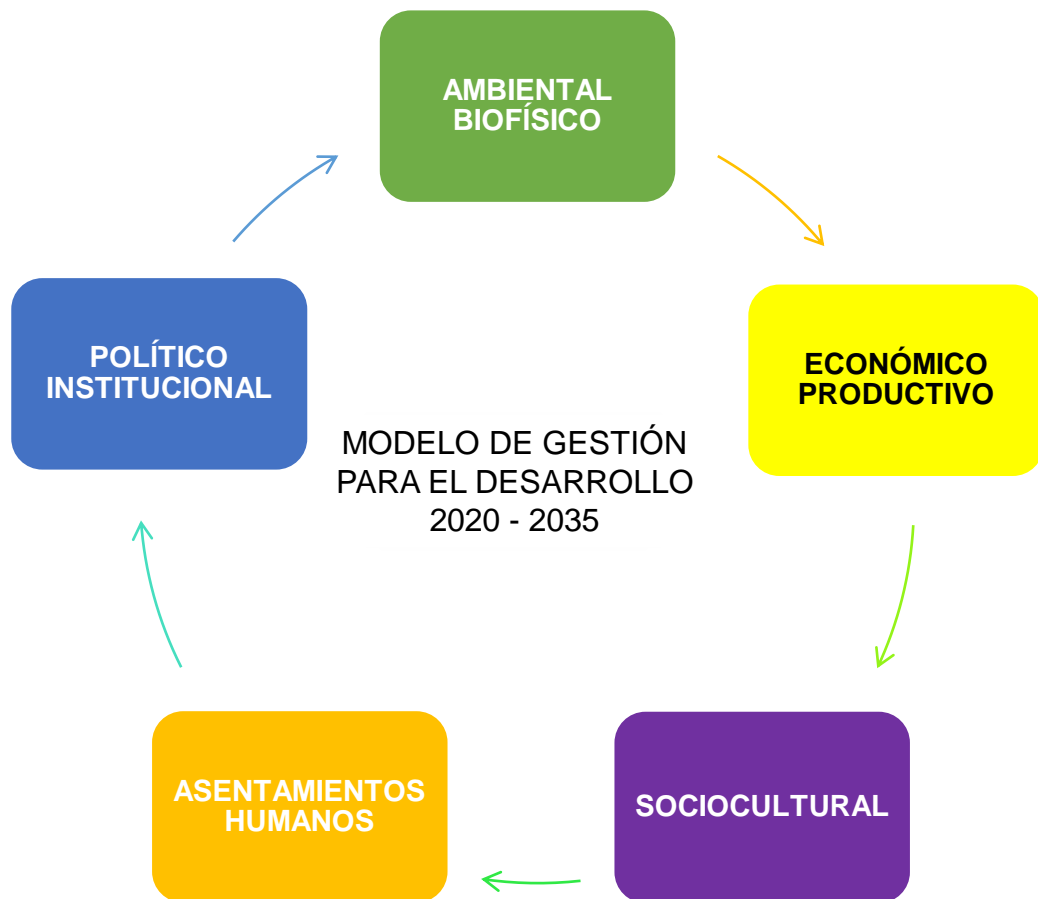 AMBIENTAL
BIOFÍSICO
ECONÓMICO
PRODUCTIVO
SOCIOCULTURAL
ASENTAMIENTOS
HUMANOS
POLÍTICO
INSTITUCIONAL
MODELO DE GESTIÓN
PARA EL DESARROLLO
2020 - 2035